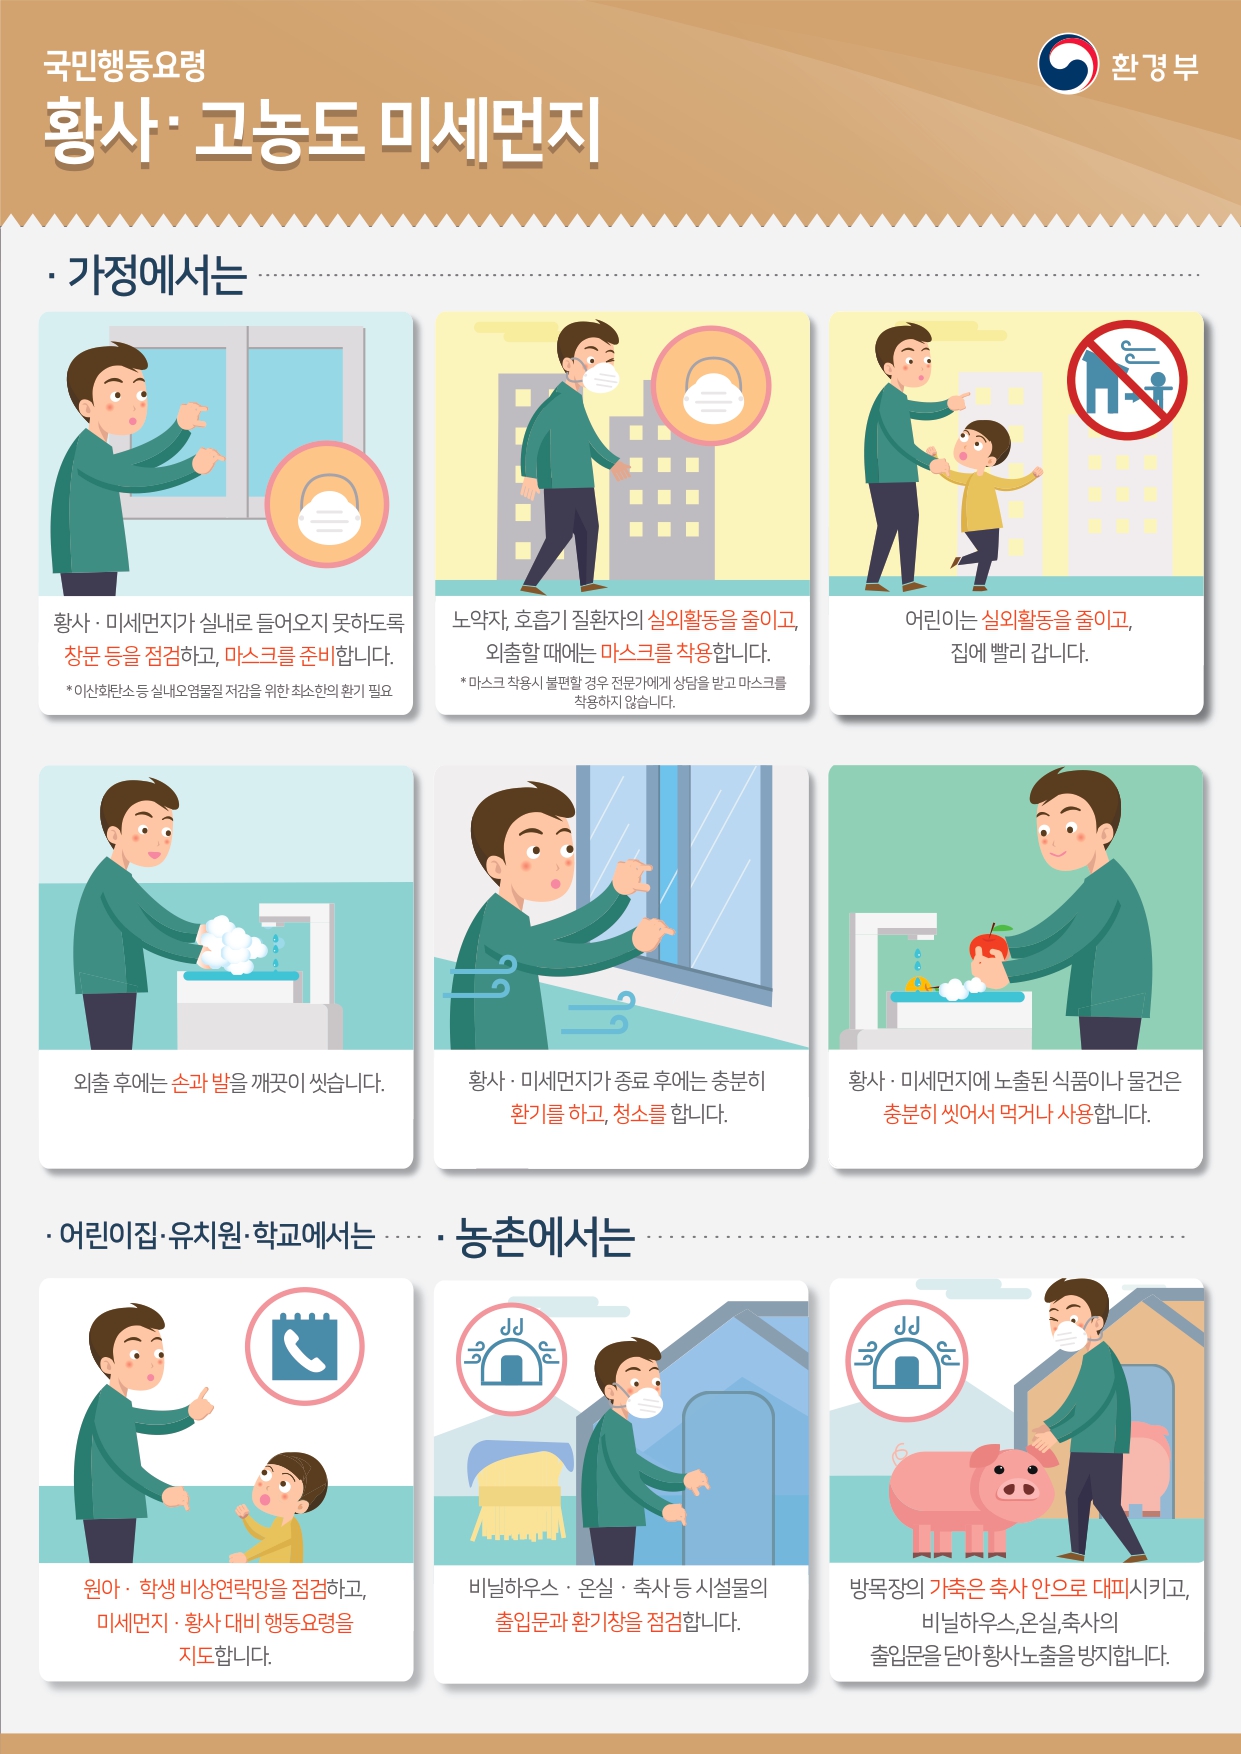 국민행동요령
황사· 고농도 미세먼지
환경부
· 가정에서는
황사 · 미세먼지가 실내로 들어오지 못하도록
창문 등을 점검하고, 마스크를 준비합니다.
* 이산화탄소 등 실내오염물질 저감을 위한 최소한의 환기 필요
노약자, 호흡기 질환자의 실외활동을 줄이고,
외출할 때에는 마스크를 착용합니다.
* 마스크 착용시 불편할 경우 전문가에게 상담을 받고 마스크를
착용하지 않습니다.
어린이는 실외활동을 줄이고,
집에 빨리 갑니다.
외출 후에는 손과 발을 깨끗이 씻습니다.
황사 · 미세먼지가 종료 후에는 충분히
환기를 하고, 청소를 합니다.
황사 · 미세먼지에 노출된 식품이나 물건은
충분히 씻어서 먹거나 사용합니다.
· 어린이집·유치원·학교에서는
원아 · 학생 비상연락망을 점검하고,
미세먼지 · 황사 대비 행동요령을
지도합니다.
· 농촌에서는
비닐하우스 · 온실 · 축사 등 시설물의
출입문과 환기창을 점검합니다.
방목장의 가축은 축사 안으로 대피시키고,
비닐하우스,온실,축사의
출입문을 닫아 황사 노출을 방지합니다.